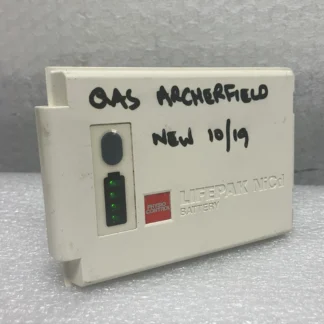 QAS ARCHERFIELD
NEW 10/19
PHYSIO
CONTROL
LIFEPAK NiCd
BATTERY